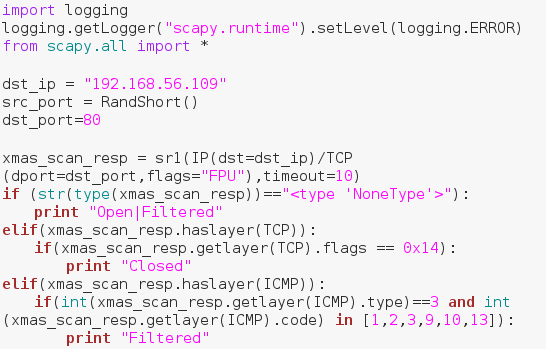 import logging
logging.getLogger("scapy.runtime").setLevel(logging.ERROR)
from scapy.all import *

dst_ip = "192.168.56.109"
src_port = RandShort()
dst_port=80

xmas_scan_resp = sr1(IP(dst=dst_ip)/TCP
(dport=dst_port,flags="FPU"),timeout=10)
if (str(type(xmas_scan_resp))=="<type 'NoneType'>"):
    print "Open|Filtered"
elif(xmas_scan_resp.haslayer(TCP)):
    if(xmas_scan_resp.getlayer(TCP).flags == 0x14):
        print "Closed"
elif(xmas_scan_resp.haslayer(ICMP)):
    if(int(xmas_scan_resp.getlayer(ICMP).type)==3 and int
(xmas_scan_resp.getlayer(ICMP).code) in [1,2,3,9,10,13]):
        print "Filtered"